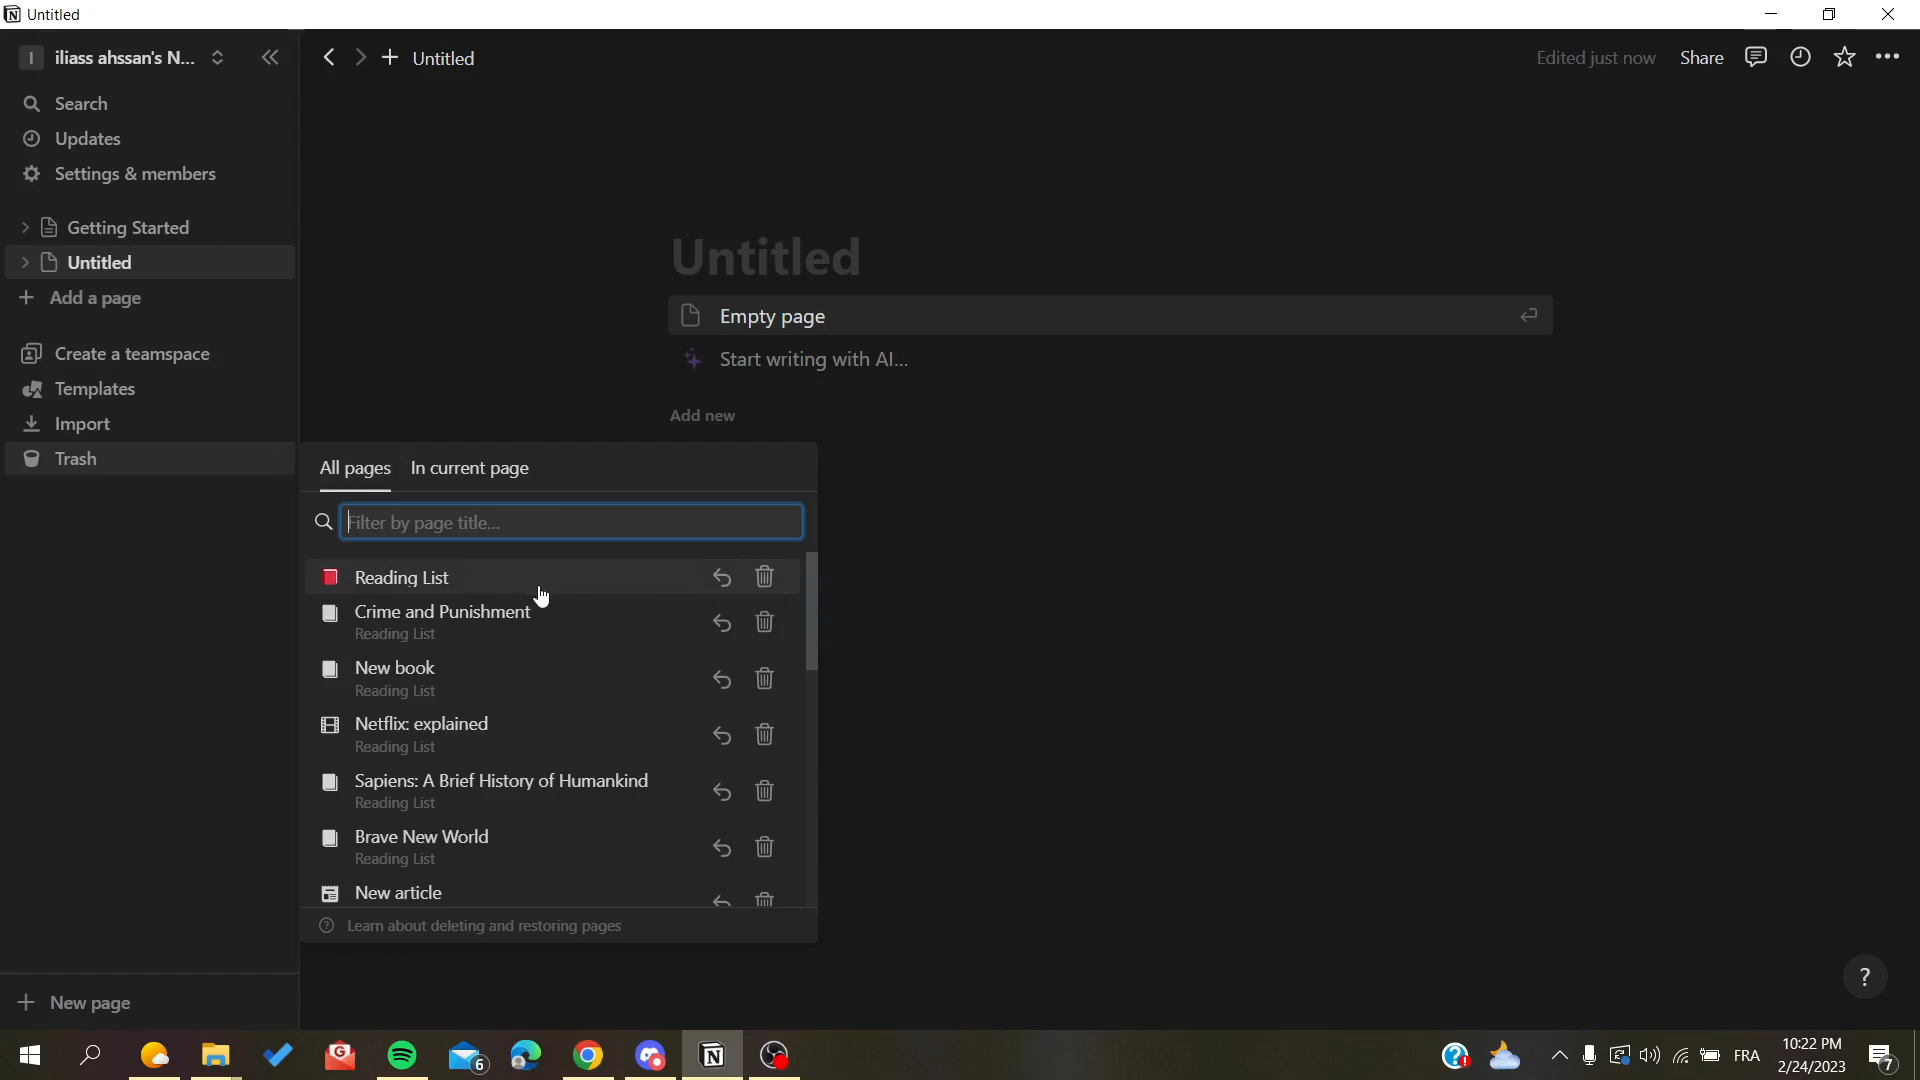 Untitled
I iliass ahssan's N...
Untitled
Edited just now
Share
Search
Updates
Settings & members
Getting Started
Untitled
Add a page
Create a teamspace
Templates
Import
Trash
New page
Untitled
Empty page
Start writing with AI...
Add new
All pages In current page
Filter by page title...
Reading List
Crime and Punishment
Reading List
New book
Reading List
Netflix: explained
Reading List
Sapiens: A Brief History of Humankind
Reading List
Brave New World
Reading List
New article
Learn about deleting and restoring pages
?
6
FRA
10:22 PM
2/24/2023
7